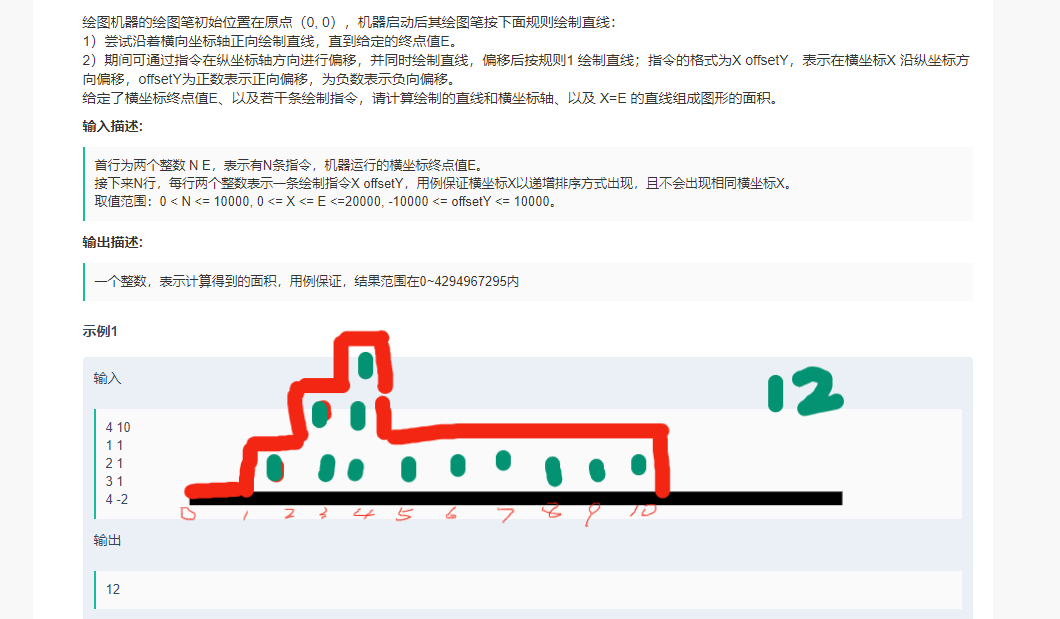 绘图机器的绘图笔初始位置在原点（0, 0），机器启动后其绘图笔按下面规则绘制直线：
1）尝试沿着横向坐标轴正向绘制直线，直到给定的终点值E。
2）期间可通过指令在纵坐标轴方向进行偏移，并同时绘制直线，偏移后按规则1 绘制直线；指令的格式为X offsetY，表示在横坐标X 沿纵坐标方
向偏移，offsetY为正数表示正向偏移，为负数表示负向偏移。
给定了横坐标终点值E、以及若干条绘制指令，请计算绘制的直线和横坐标轴、以及 X=E 的直线组成图形的面积。
输入描述：
首行为两个整数 N E，表示有N条指令，机器运行的横坐标终点值E。
接下来N行，每行两个整数表示一条绘制指令X offsetY，用例保证横坐标X以递增排序方式出现，且不会出现相同横坐标X。
取值范围：0 < N <= 10000, 0 <= X <= E <=20000, -10000 <= offsetY <= 10000。
输出描述：
一个整数，表示计算得到的面积，用例保证，结果范围在0~4294967295内
示例1
输入
12
4 10
1 1
2 1
3 1
4 -2
0 1 2 3 4 5 6 7 8 9 10
输出
12